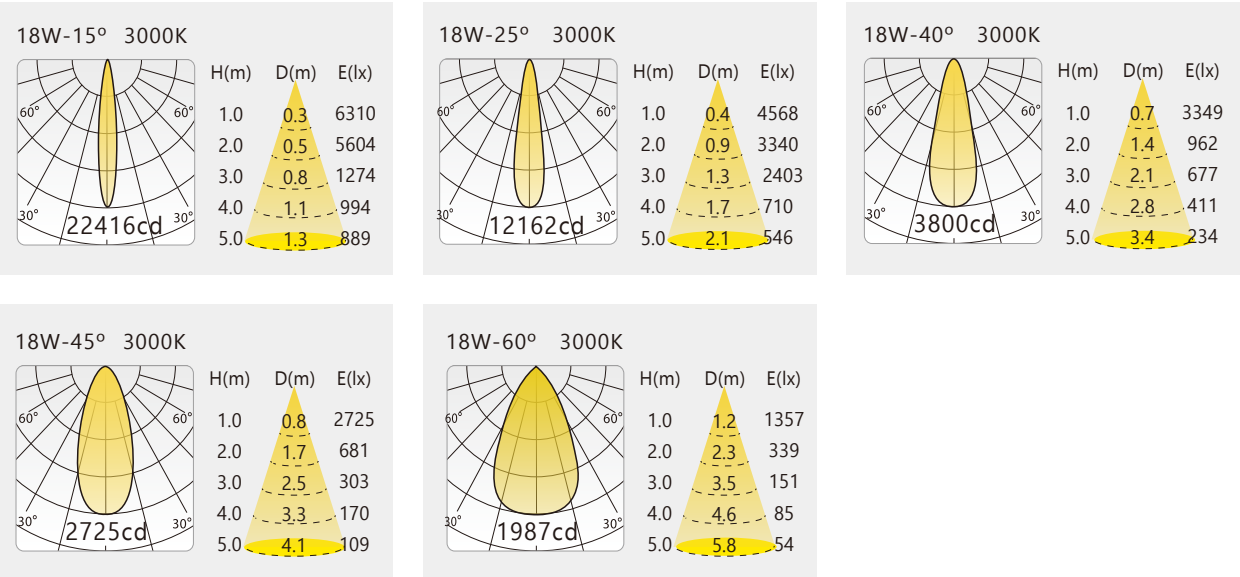 18W-15° 3000K
H(m) D(m) E(lx)
60° 60°
1.0 0.3 6310
2.0 0.5 5604
3.0 0.8 1274
4.0 1.1 994
30° 30°
22416cd
5.0 1.3 889
18W-25° 3000K
H(m) D(m) E(lx)
60° 60°
1.0 0.4 4568
2.0 0.9 3340
3.0 1.3 2403
4.0 1.7 710
30° 30°
12162cd
5.0 2.1 546
18W-40° 3000K
H(m) D(m) E(lx)
60° 60°
1.0 0.7 3349
2.0 1.4 962
3.0 2.1 677
4.0 2.8 411
30° 30°
3800cd
5.0 3.4 234
18W-45° 3000K
H(m) D(m) E(lx)
60° 60°
1.0 0.8 2725
2.0 1.7 681
3.0 2.5 303
4.0 3.3 170
30° 30°
2725cd
5.0 4.1 109
18W-60° 3000K
H(m) D(m) E(lx)
60° 60°
1.0 1.2 1357
2.0 2.3 339
3.0 3.5 151
4.0 4.6 85
30° 30°
1987cd
5.0 5.8 54